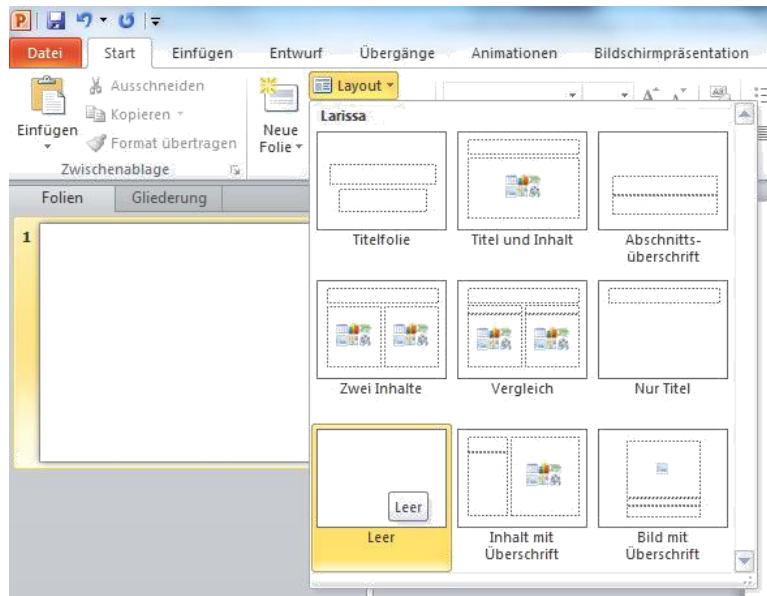 P
Datei Start Einfügen Entwurf Übergänge Animationen Bildschirmpräsentation
Ausschneiden
Kopieren
Format übertragen
Einfügen
Zwischenablage
Neue
Folie
Layout
Larissa
Folien Gliederung
1
Titelfolie Titel und Inhalt Abschnitts-
überschrift
Zwei Inhalte Vergleich Nur Titel
Leer
Leer Inhalt mit
Überschrift
Bild mit
Überschrift